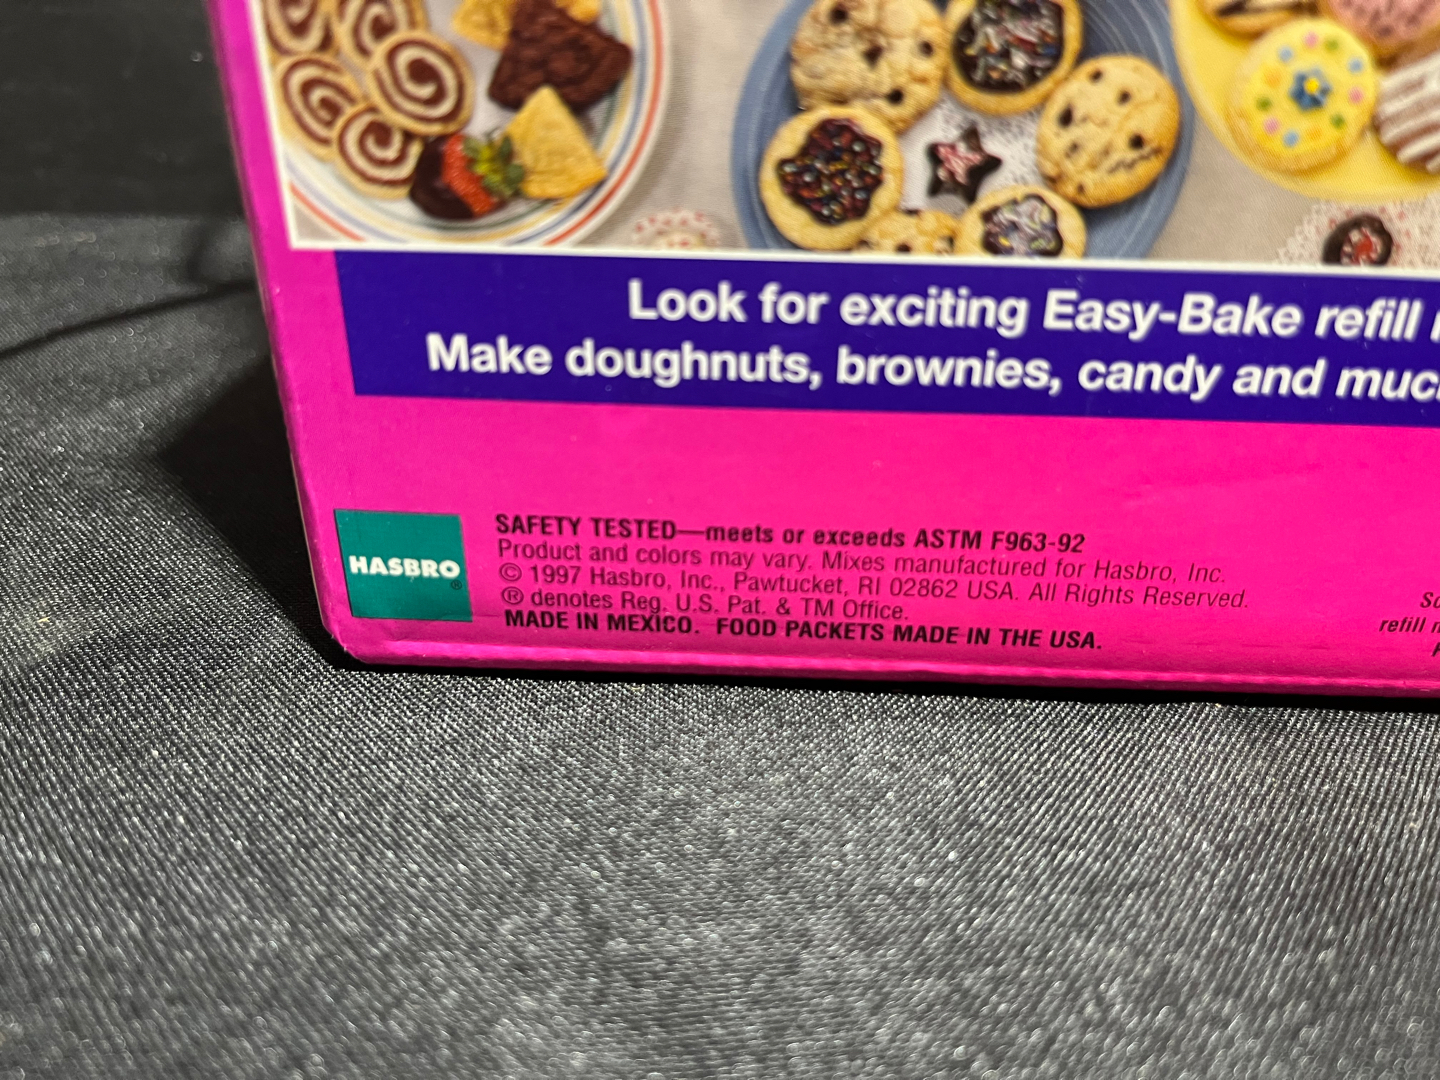 Look for exciting Easy-Bake refill
Make doughnuts, brownies, candy and muc
HASBRO
®
SAFETY TESTED—meets or exceeds ASTM F963-92
Product and colors may vary. Mixes manufactured for Hasbro, Inc.
© 1997 Hasbro, Inc., Pawtucket, RI 02862 USA. All Rights Reserved.
® denotes Reg. U.S. Pat. & TM Office.
MADE IN MEXICO. FOOD PACKETS MADE IN THE USA.
refill